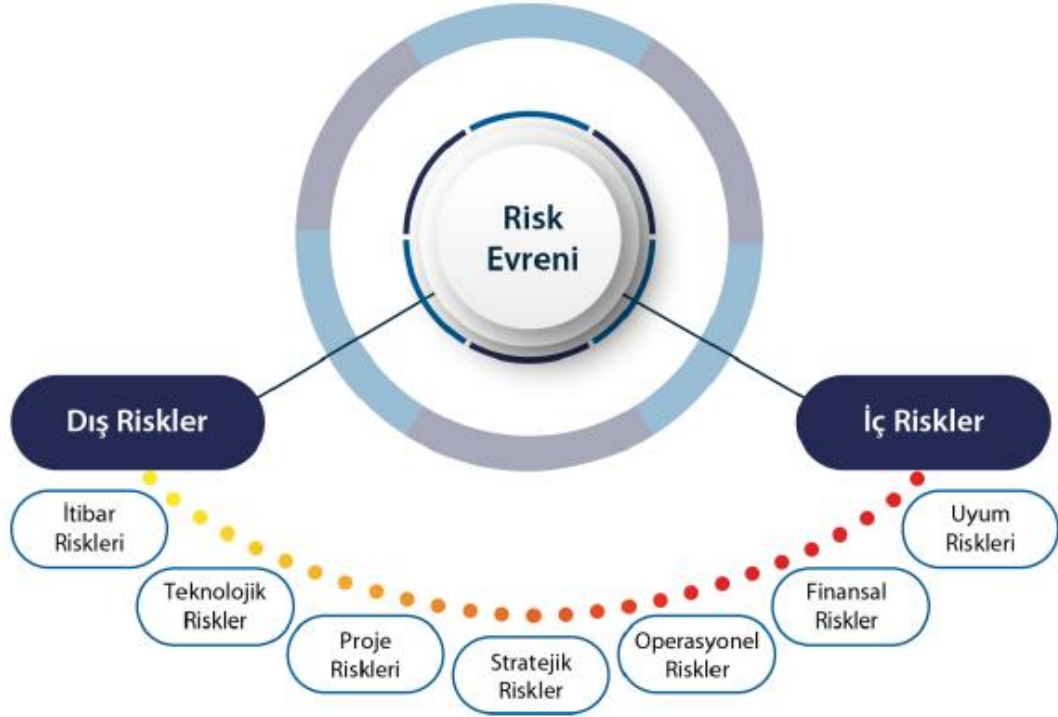 Risk
Evreni
Dış Riskler
İç Riskler
İtibar
Riskleri
Teknolojik
Riskler
Proje
Riskleri
Stratejik
Riskler
Operasyonel
Riskler
Finansal
Riskler
Uyum
Riskleri